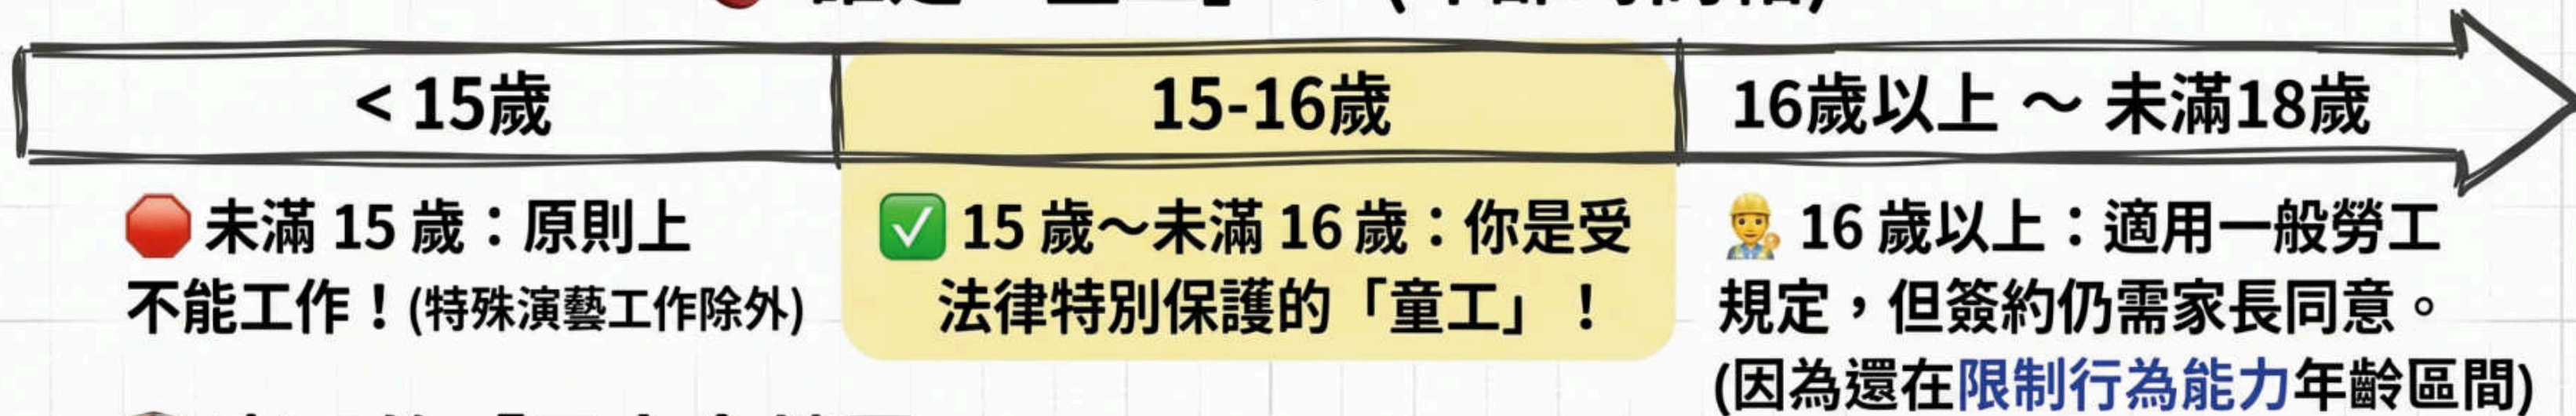 < 15歲
15-16歲
16歲以上 ～ 未滿18歲
未滿 15 歲：原則上
不能工作！(特殊演藝工作除外)
15 歲～未滿 16 歲：你是受
法律特別保護的「童工」！
16 歲以上：適用一般勞工
規定，但簽約仍需家長同意。
(因為還在限制行為能力年齡區間)